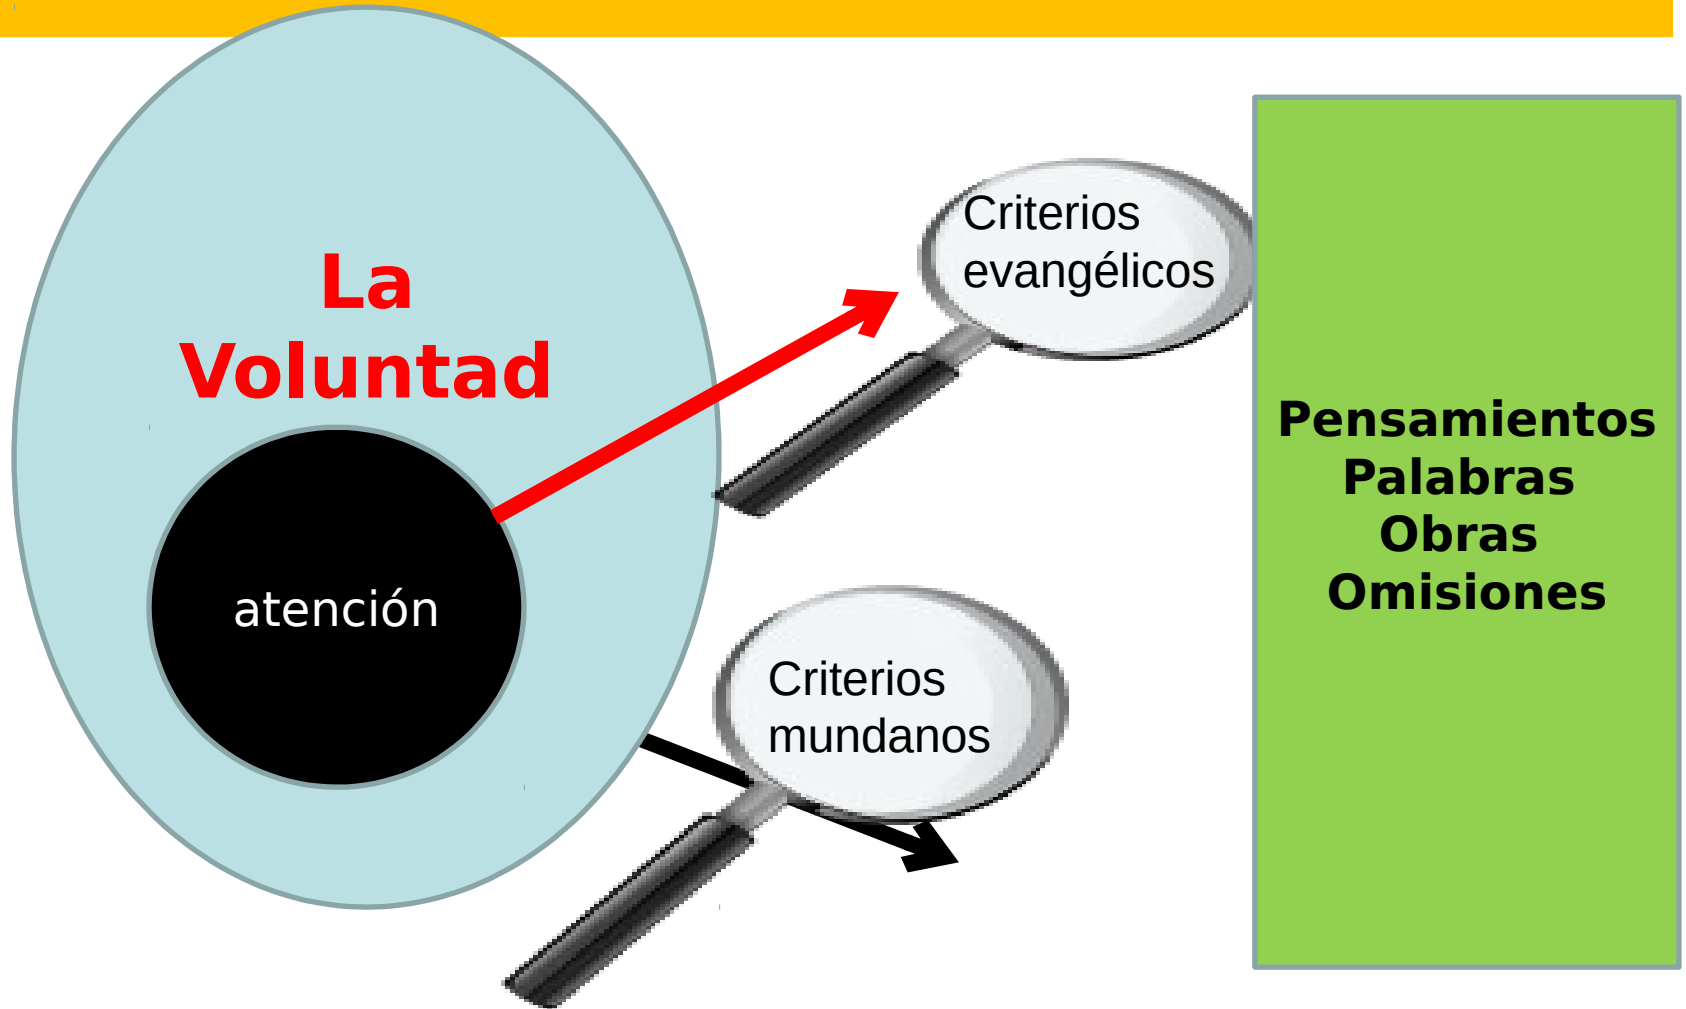 La
Voluntad
atención
Criterios
evangélicos
Criterios
mundanos
Pensamientos
Palabras
Obras
Omisiones